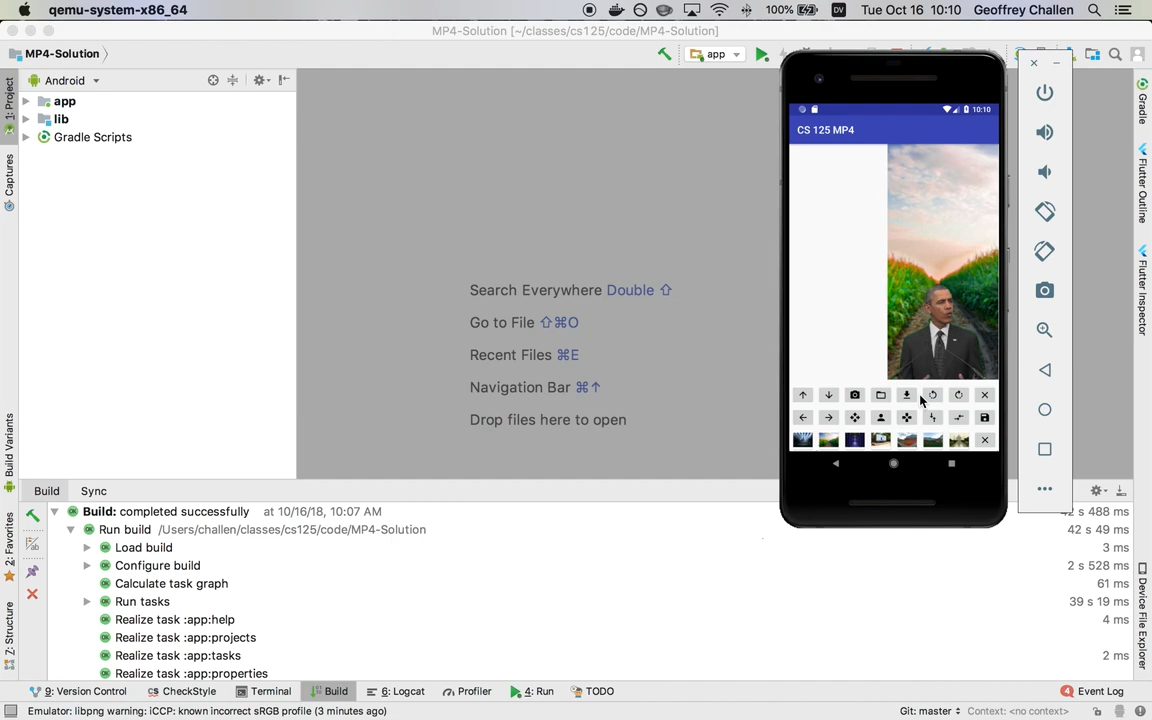 qemu-system-x86_64
100%
DV
Tue Oct 16 10:10
Geoffrey Challen
MP4-Solution [~/classes/cs125/code/MP4-Solution]
MP4-Solution
app
1: Project
Captures
Build Variants
2: Favorites
7: Structure
Android
app
lib
Gradle Scripts
Search Everywhere Double ⇧
Go to File ⇧⌘O
Recent Files ⌘E
Navigation Bar ⌘↑
Drop files here to open
10:10
CS 125 MP4
Gradle
Flutter Outline
Flutter Inspector
Device File Explorer
Build
Sync
Build: completed successfully at 10/16/18, 10:07 AM
2 s 488 ms
Run build /Users/challen/classes/cs125/code/MP4-Solution
42 s 49 ms
Load build
3 ms
Configure build
2 s 528 ms
Calculate task graph
61 ms
Run tasks
39 s 19 ms
Realize task :app:help
4 ms
Realize task :app:projects
Realize task :app:tasks
2 ms
Realize task :app:properties
9: Version Control
CheckStyle
Terminal
Build
6: Logcat
Profiler
4: Run
TODO
4 Event Log
Emulator: libpng warning: iCCP: known incorrect sRGB profile (3 minutes ago)
Git: master
Context: <no context>